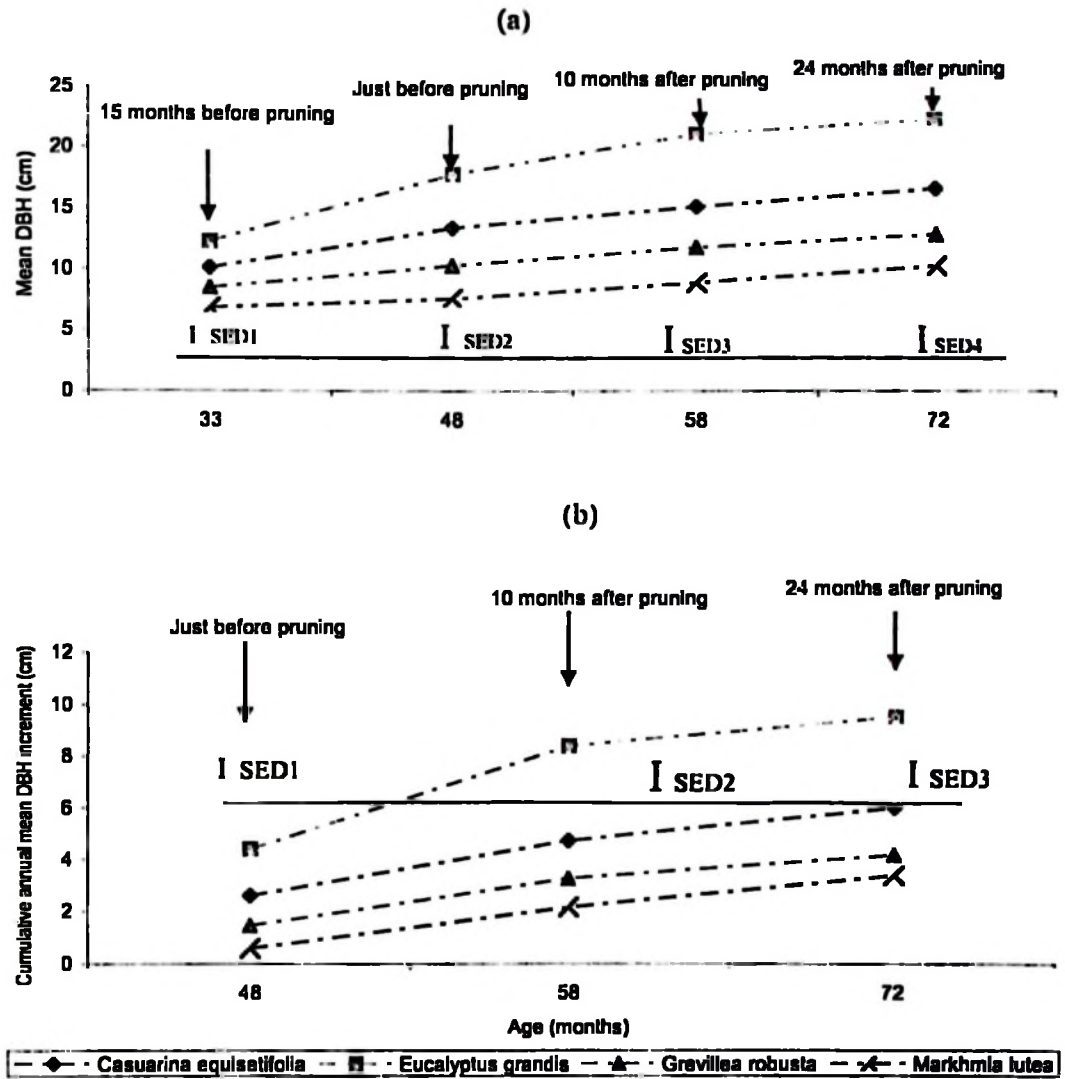 (a)
25
20
15
10
5
0
Mean DBH (cm)
15 months before pruning
Just before pruning
10 months after pruning
24 months after pruning
I SED1
I SED2
I SED3
I SED4
33
48
58
72
(b)
Just before pruning
10 months after pruning
24 months after pruning
12
10
8
6
4
2
0
Cumulative annual mean DBH increment (cm)
I SED1
I SED2
I SED3
48
58
72
Age (months)
Casuarina equisetifolia
Eucalyptus grandis
Grevillea robusta
Markhmia lutea